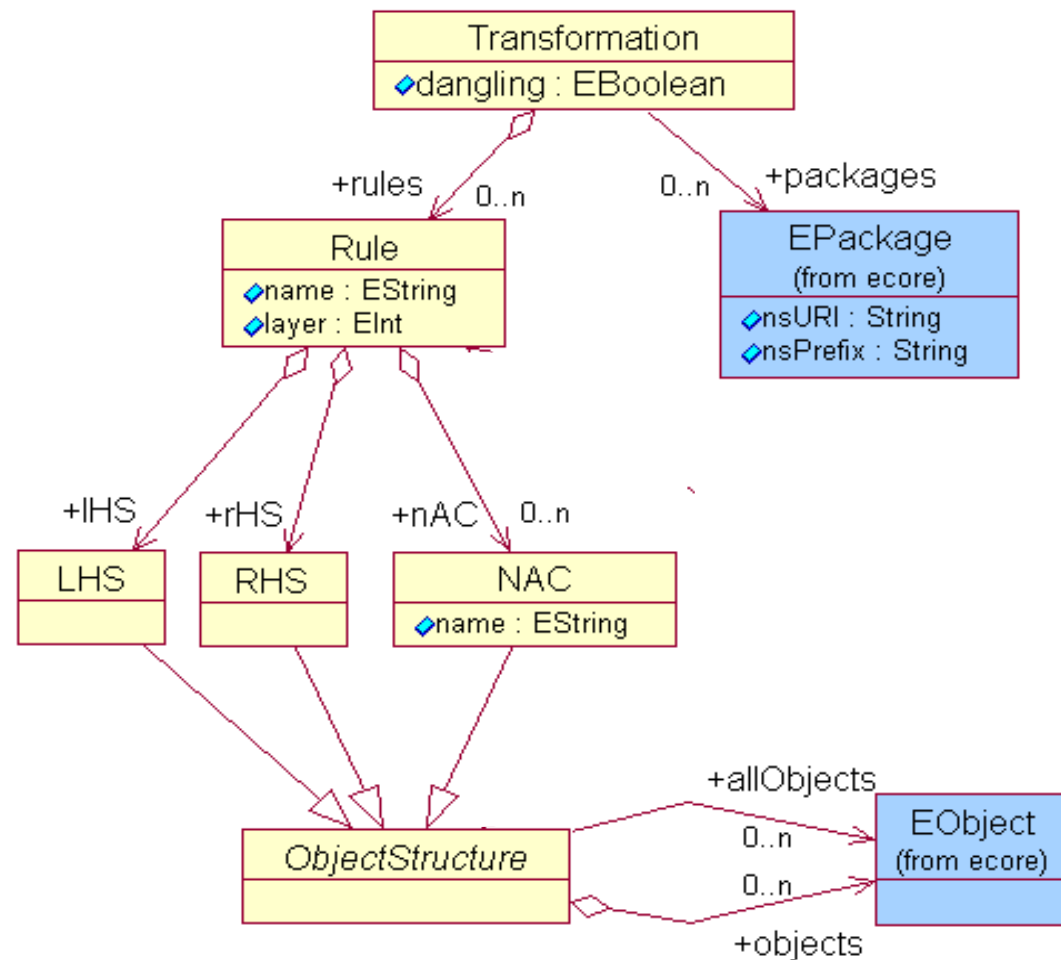 Transformation
dangling : EBoolean
+rules
0..n
0..n
+packages
Rule
name : EString
layer : EInt
EPackage
(from ecore)
nsURI : String
nsPrefix : String
+lHS
+rHS
+nAC
0..n
LHS
RHS
NAC
name : EString
+allObjects
0..n
ObjectStructure
EObject
(from ecore)
0..n
+objects